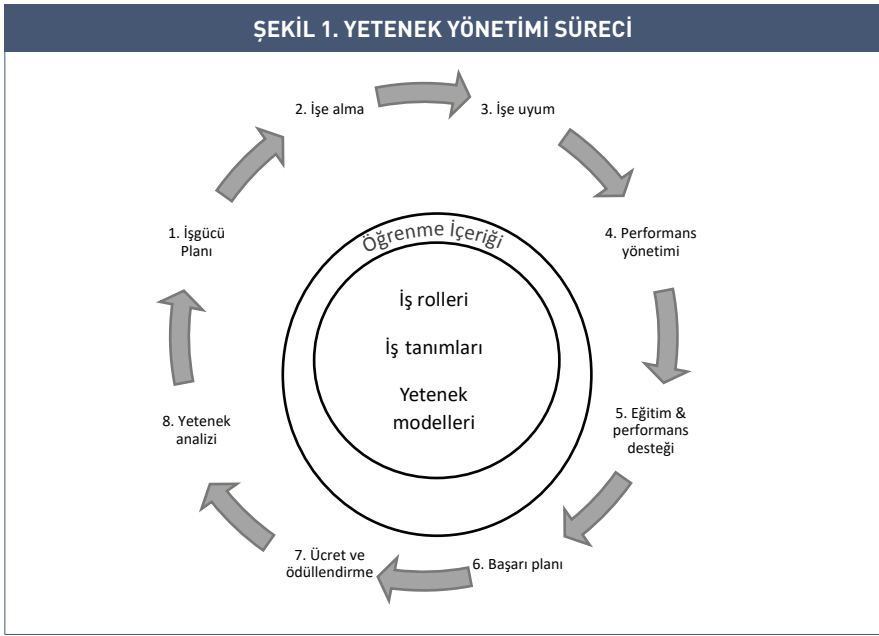 ŞEKİL 1. YETENEK YÖNETİMİ SÜRECİ
1. İşgücü
Planı
2. İşe alma
3. İşe uyum
4. Performans
yönetimi
5. Eğitim &
performans
desteği
6. Başarı planı
7. Ücret ve
ödüllendirme
8. Yetenek
analizi
Öğrenme İçeriği
İş rolleri
İş tanımları
Yetenek
modelleri